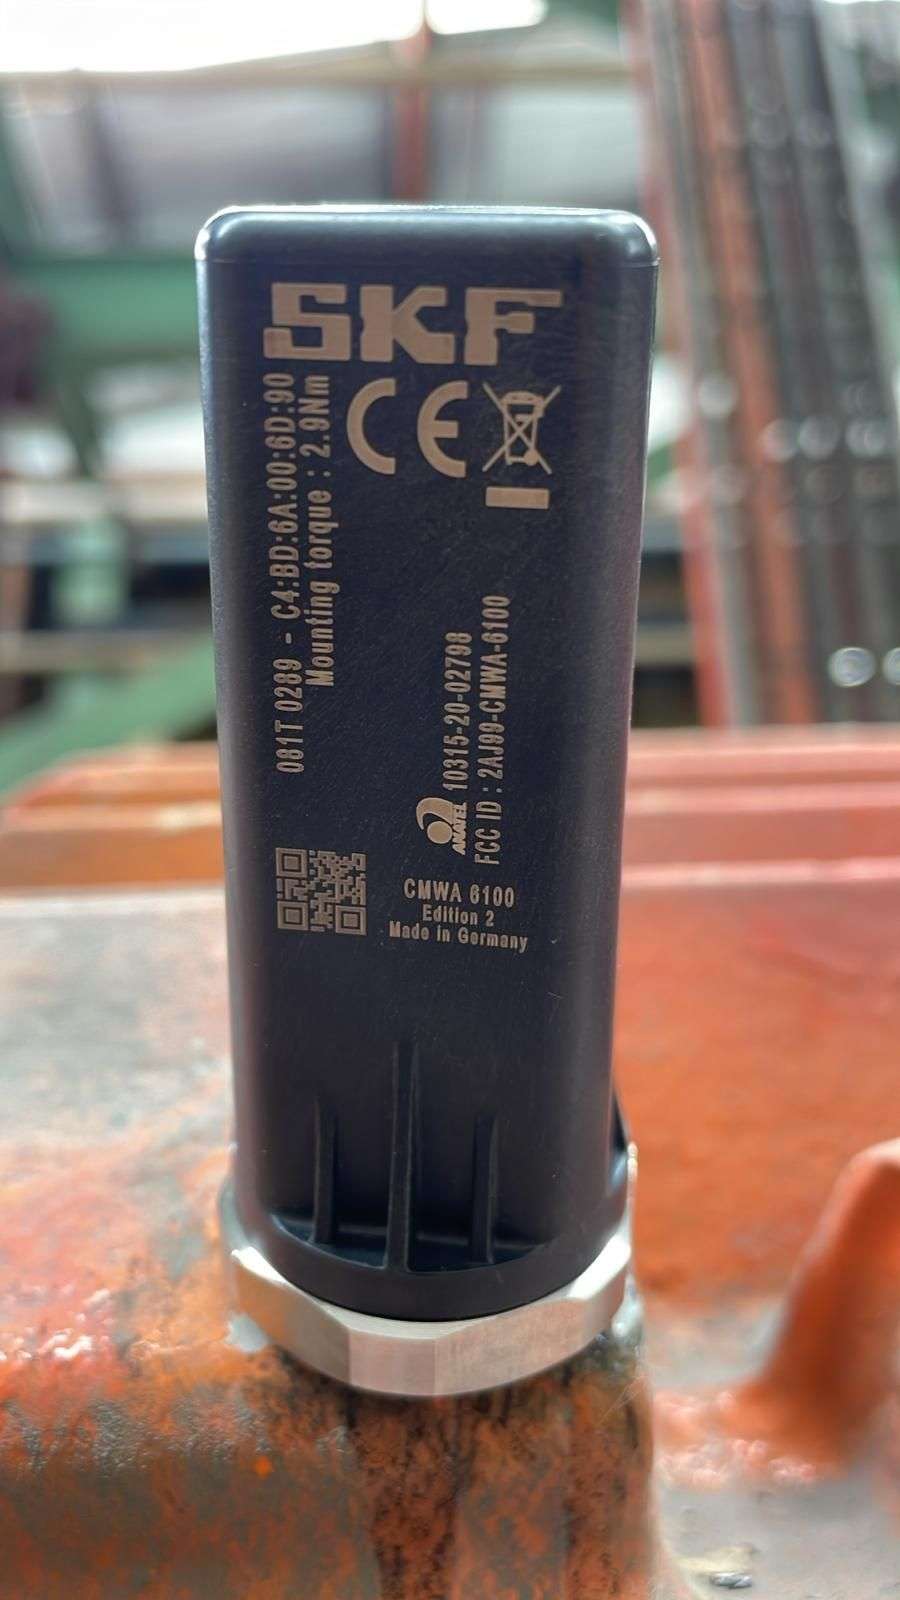 SKF
CE
081T 0289 - C4:BD:6A:00:6D:90
Mounting torque : 2.9Nm
ANATEL 10315-20-02798
FCC ID : 2AJ99-CMWA-6100
CMWA 6100
Edition 2
Made in Germany